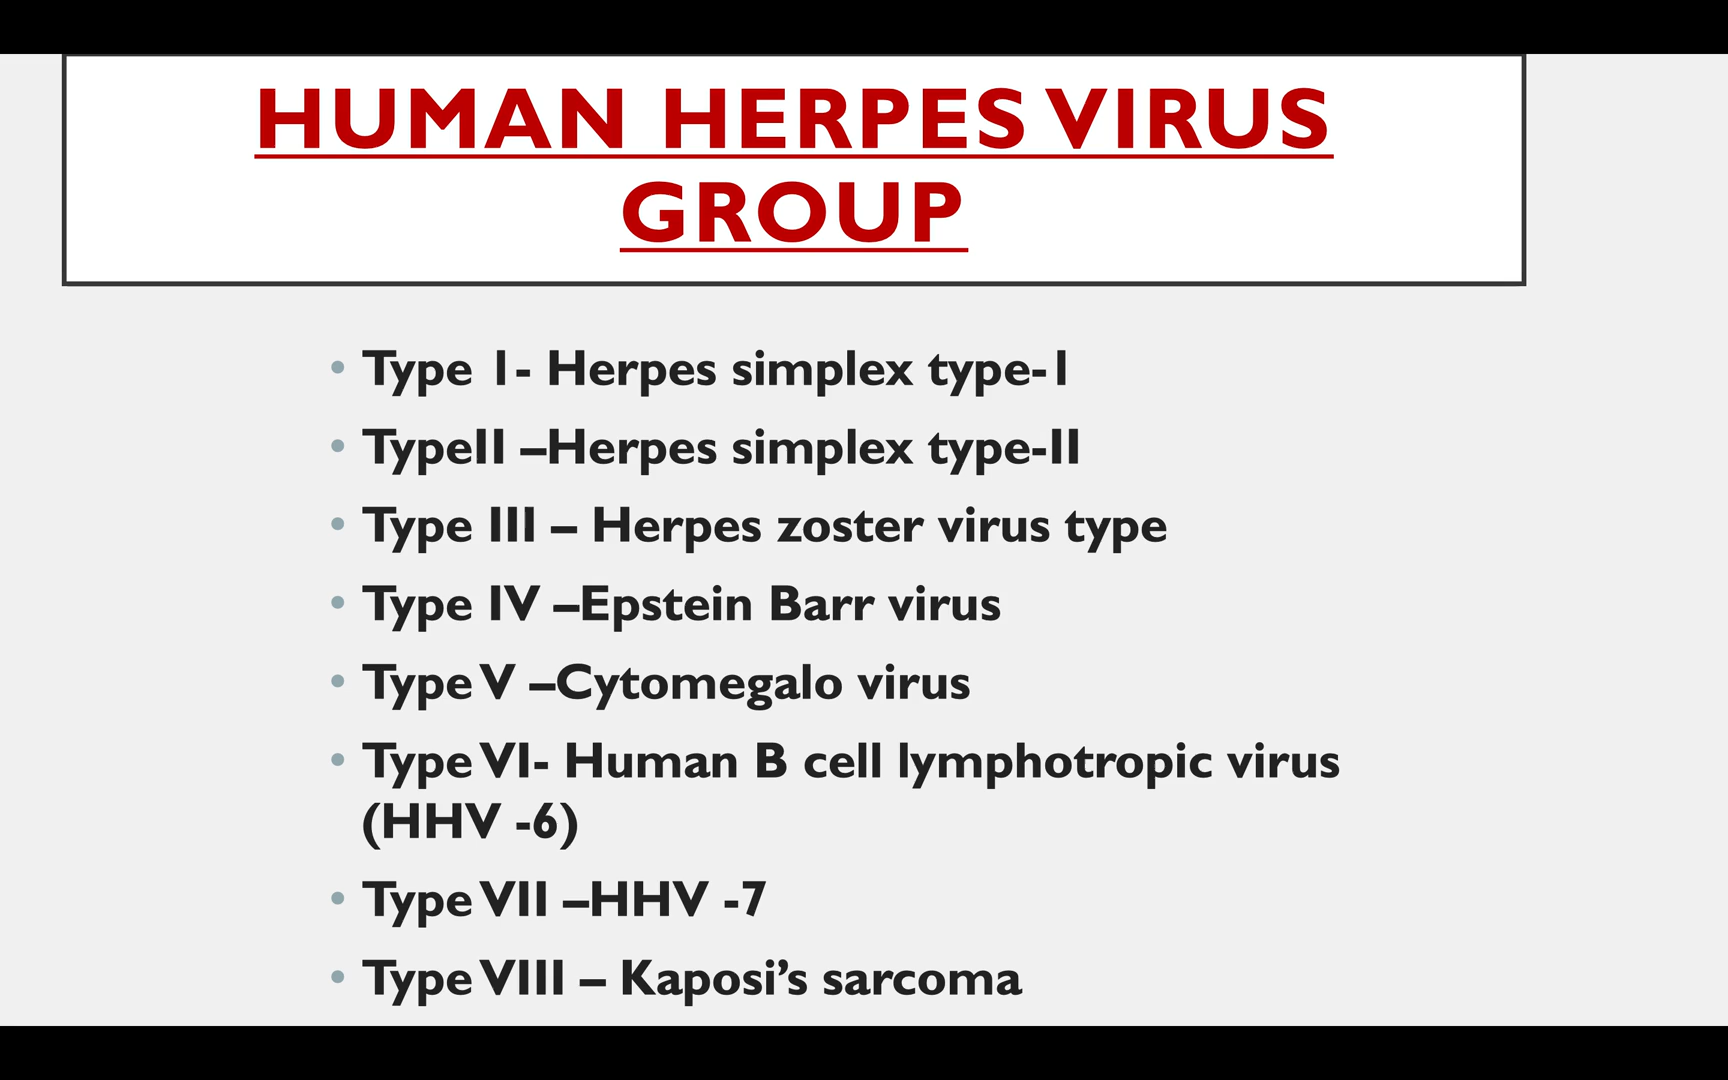 HUMAN HERPES VIRUS
GROUP
• Type 1- Herpes simplex type-1
• TypeII –Herpes simplex type-II
• Type III – Herpes zoster virus type
• Type IV –Epstein Barr virus
• Type V –Cytomegalo virus
• Type VI- Human B cell lymphotropic virus
(HHV -6)
• Type VII –HHV -7
• Type VIII – Kaposi’s sarcoma